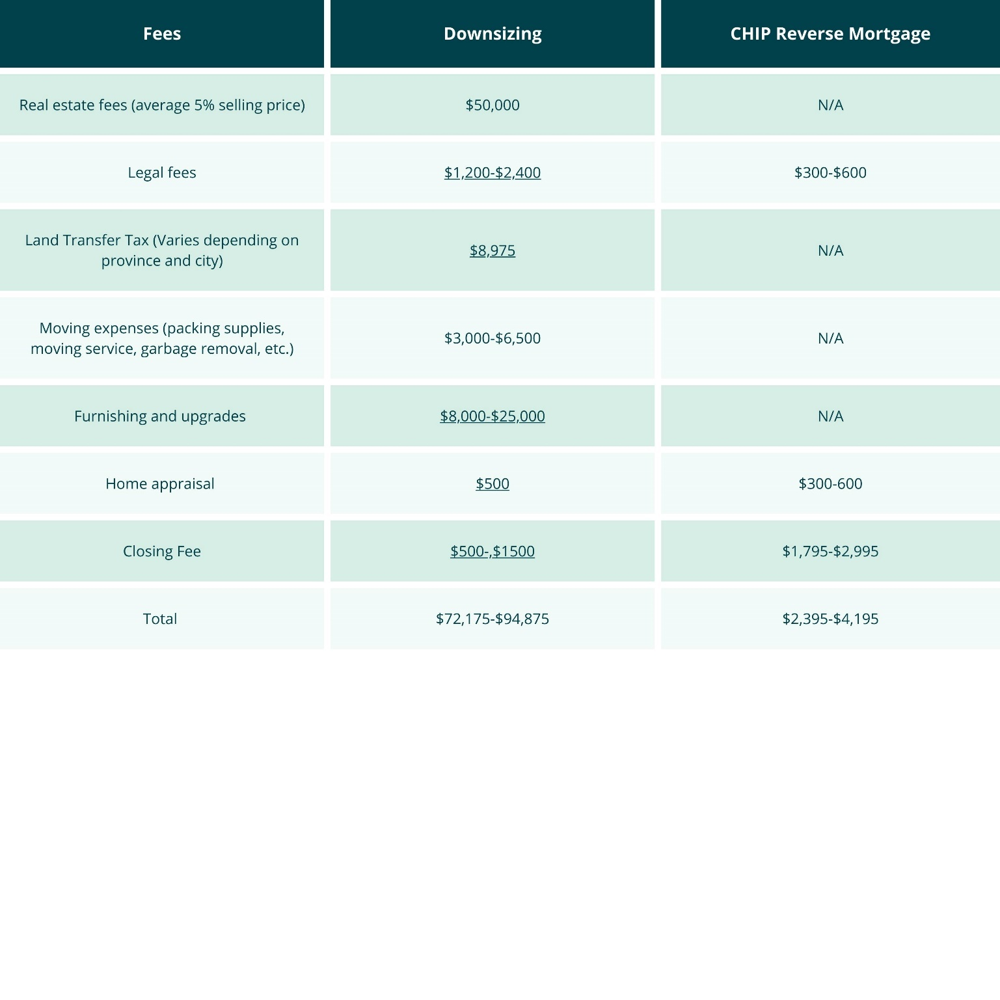 Fees Downsizing CHIP Reverse Mortgage
Real estate fees (average 5% selling price) $50,000 N/A
Legal fees $1,200-$2,400 $300-$600
Land Transfer Tax (Varies depending on
province and city) $8,975 N/A
Moving expenses (packing supplies,
moving service, garbage removal, etc.) $3,000-$6,500 N/A
Furnishing and upgrades $8,000-$25,000 N/A
Home appraisal $500 $300-600
Closing Fee $500-,$1500 $1,795-$2,995
Total $72,175-$94,875 $2,395-$4,195